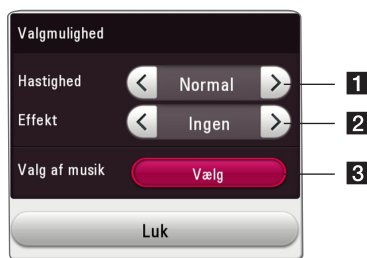 Valgmulighed
Hastighed Normal 1
Effekt Ingen 2
Valg af musik Vælg 3
Luk